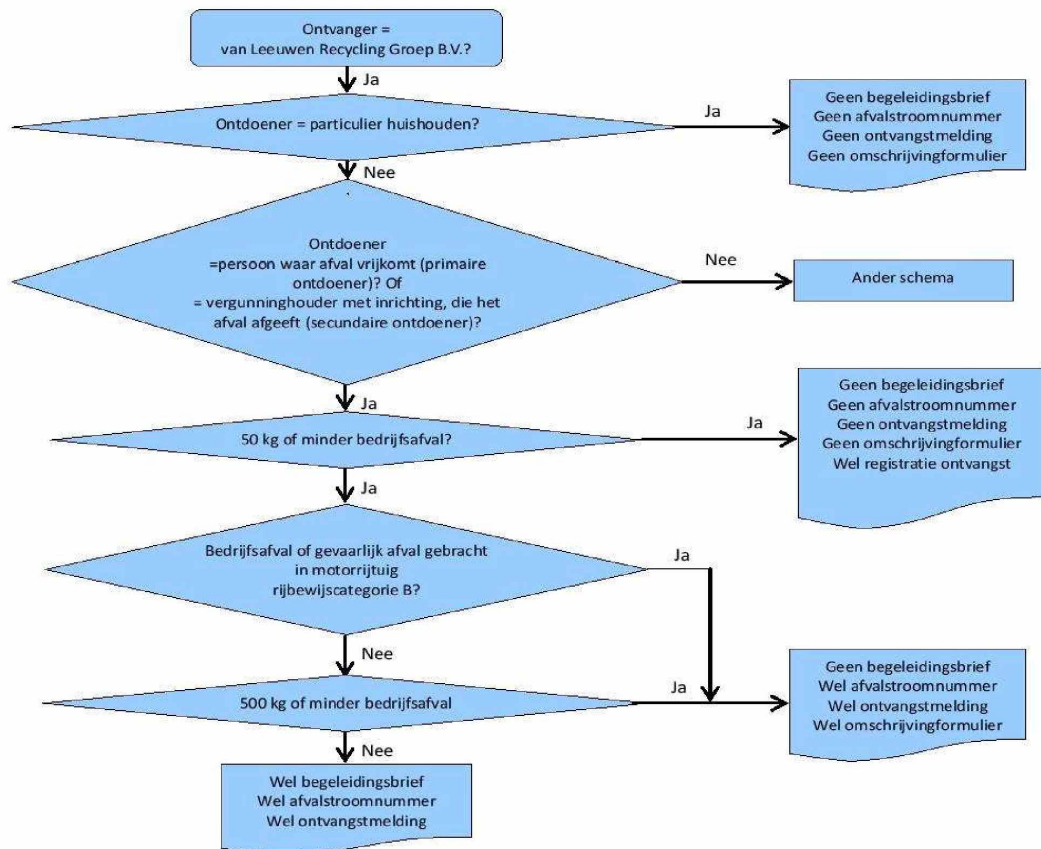 Ontvanger =
van Leeuwen Recycling Groep B.V.?
Ja
Ontdoener = particulier huishouden?
Ja
Geen begeleidingsbrief
Geen afvalstroomnummer
Geen ontvangstmelding
Geen omschrijvingformulier
Nee
Ontdoener
=persoon waar afval vrijkomt (primaire
ontdoener)? Of
= vergunninghouder met inrichting, die het
afval afgeeft (secundaire ontdoener)?
Nee
Ander schema
Ja
50 kg of minder bedrijfsafval?
Ja
Geen begeleidingsbrief
Geen afvalstroomnummer
Geen ontvangstmelding
Geen omschrijvingformulier
Wel registratie ontvangst
Ja
Bedrijfsafval of gevaarlijk afval gebracht
in motorrijtuig
rijbewijscategorie B?
Ja
Nee
500 kg of minder bedrijfsafval
Ja
Geen begeleidingsbrief
Wel afvalstroomnummer
Wel ontvangstmelding
Wel omschrijvingformulier
Nee
Wel begeleidingsbrief
Wel afvalstroomnummer
Wel ontvangstmelding